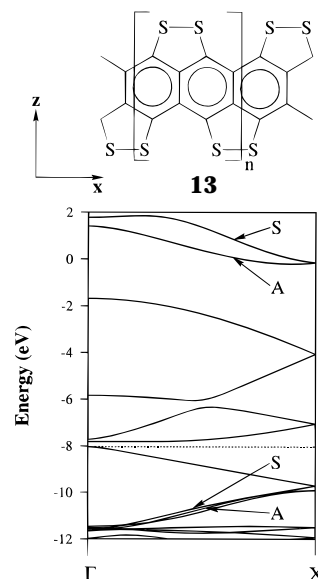 S S S S
z
S S S S
n
x 13
2
S
0
A
-2
Energy (eV)
-4
-6
-8
S
-10
A
-12
Γ X